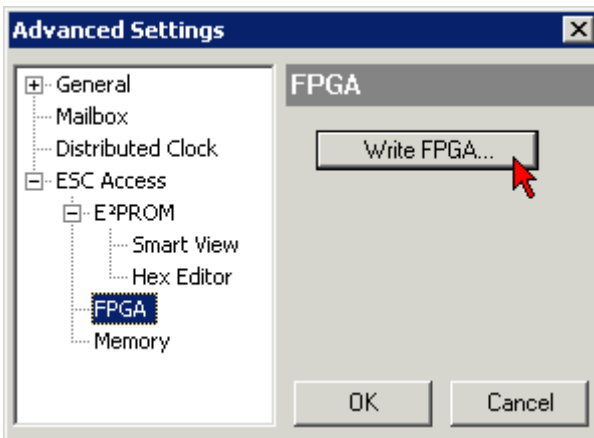 Advanced Settings
General
Mailbox
Distributed Clock
ESC Access
E²PROM
Smart View
Hex Editor
FPGA
Memory
FPGA
Write FPGA...
OK
Cancel